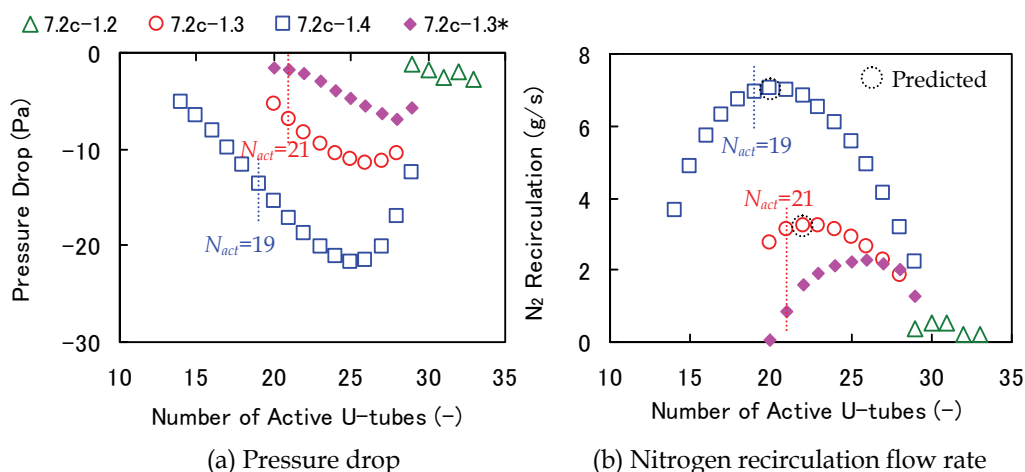 7.2c-1.2 7.2c-1.3 7.2c-1.4 7.2c-1.3*
0
-10
-20
-30
Pressure Drop (Pa)
N_act=21
N_act=19
10 15 20 25 30 35
Number of Active U-tubes (-)
(a) Pressure drop
8
6
4
2
0
N₂ Recirculation (g/s)
Predicted
N_act=19
N_act=21
10 15 20 25 30 35
Number of Active U-tubes (-)
(b) Nitrogen recirculation flow rate